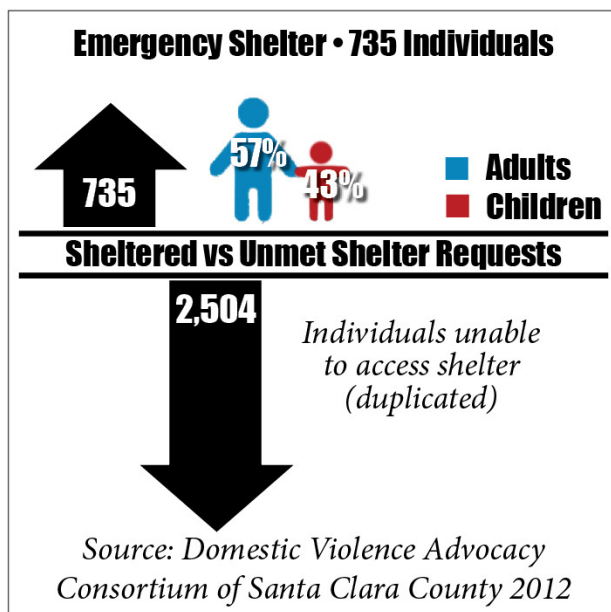 Emergency Shelter • 735 Individuals
735
57%
43%
Adults
Children
Sheltered vs Unmet Shelter Requests
2,504
Individuals unable
to access shelter
(duplicated)
Source: Domestic Violence Advocacy
Consortium of Santa Clara County 2012